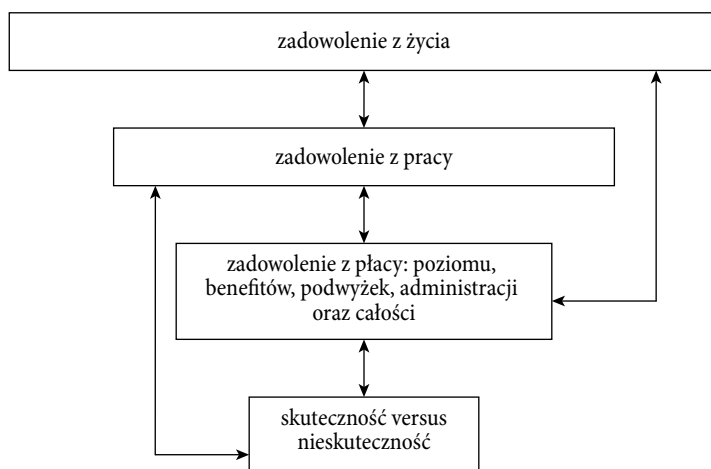 zadowolenie z życia
zadowolenie z pracy
zadowolenie z płacy: poziomu,
benefitów, podwyżek, administracji
oraz całości
skuteczność versus
nieskuteczność